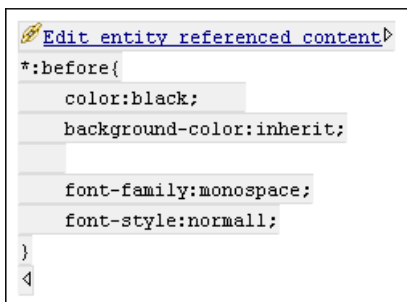 Edit entity referenced content
*:before{
    color:black;
    background-color:inherit;
    font-family:monospace;
    font-style:normall;
}